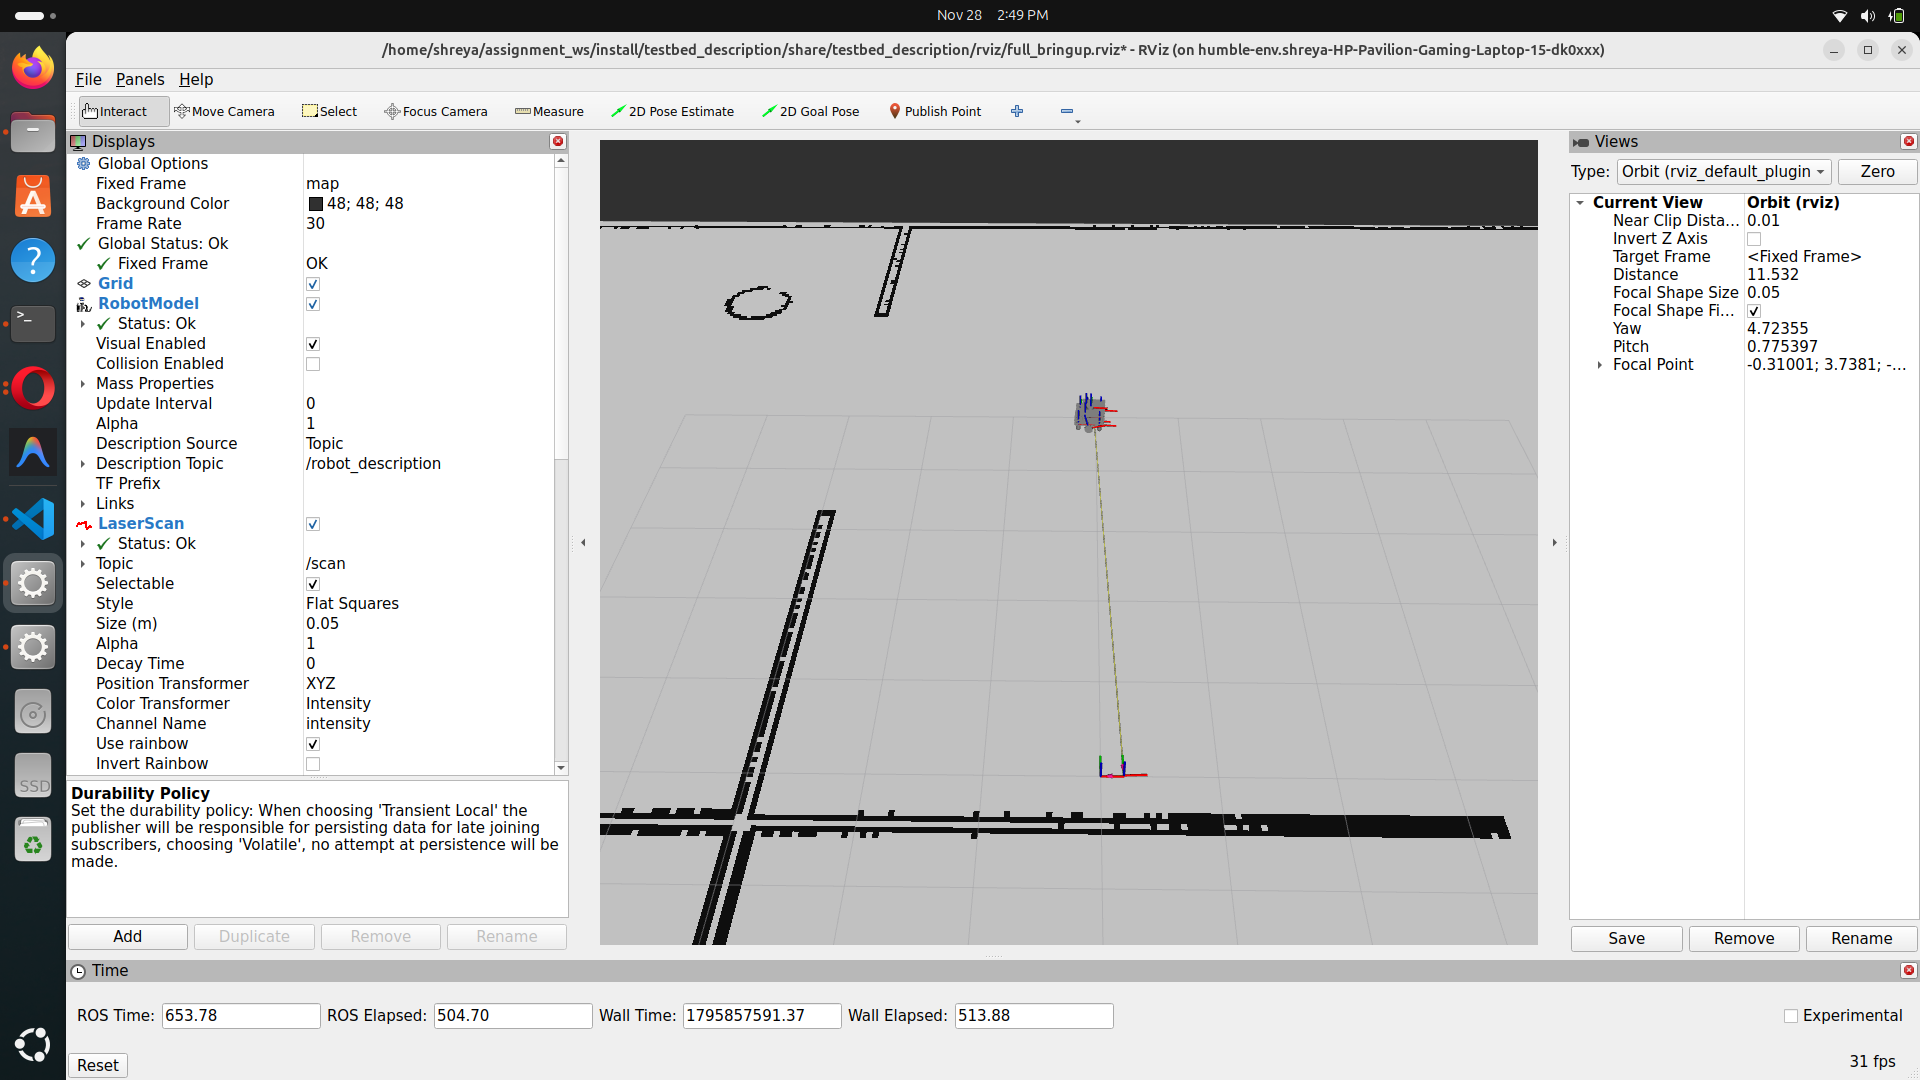 Nov 28 2:49 PM
/home/shreya/assignment_ws/install/testbed_description/share/testbed_description/rviz/full_bringup.rviz* - RViz (on humble-env.shreya-HP-Pavilion-Gaming-Laptop-15-dk0xxx)
File Panels Help
Interact Move Camera Select Focus Camera Measure 2D Pose Estimate 2D Goal Pose Publish Point
Displays
Global Options
Fixed Frame map
Background Color 48; 48; 48
Frame Rate 30
Global Status: Ok
Fixed Frame OK
Grid
RobotModel
Status: Ok
Visual Enabled
Collision Enabled
Mass Properties
Update Interval 0
Alpha 1
Description Source Topic
Description Topic /robot_description
TF Prefix
Links
LaserScan
Status: Ok
Topic /scan
Selectable
Style Flat Squares
Size (m) 0.05
Alpha 1
Decay Time 0
Position Transformer XYZ
Color Transformer Intensity
Channel Name intensity
Use rainbow
Invert Rainbow
Durability Policy
Set the durability policy: When choosing 'Transient Local' the
publisher will be responsible for persisting data for late joining
subscribers, choosing 'Volatile', no attempt at persistence will be
made.
Add Duplicate Remove Rename
Views
Type: Orbit (rviz_default_plugin Zero
Current View Orbit (rviz)
Near Clip Dista... 0.01
Invert Z Axis
Target Frame <Fixed Frame>
Distance 11.532
Focal Shape Size 0.05
Focal Shape Fi...
Yaw 4.72355
Pitch 0.775397
Focal Point -0.31001; 3.7381; -...
Save Remove Rename
Time
ROS Time: 653.78 ROS Elapsed: 504.70 Wall Time: 1795857591.37 Wall Elapsed: 513.88 Experimental
Reset 31 fps
SSD